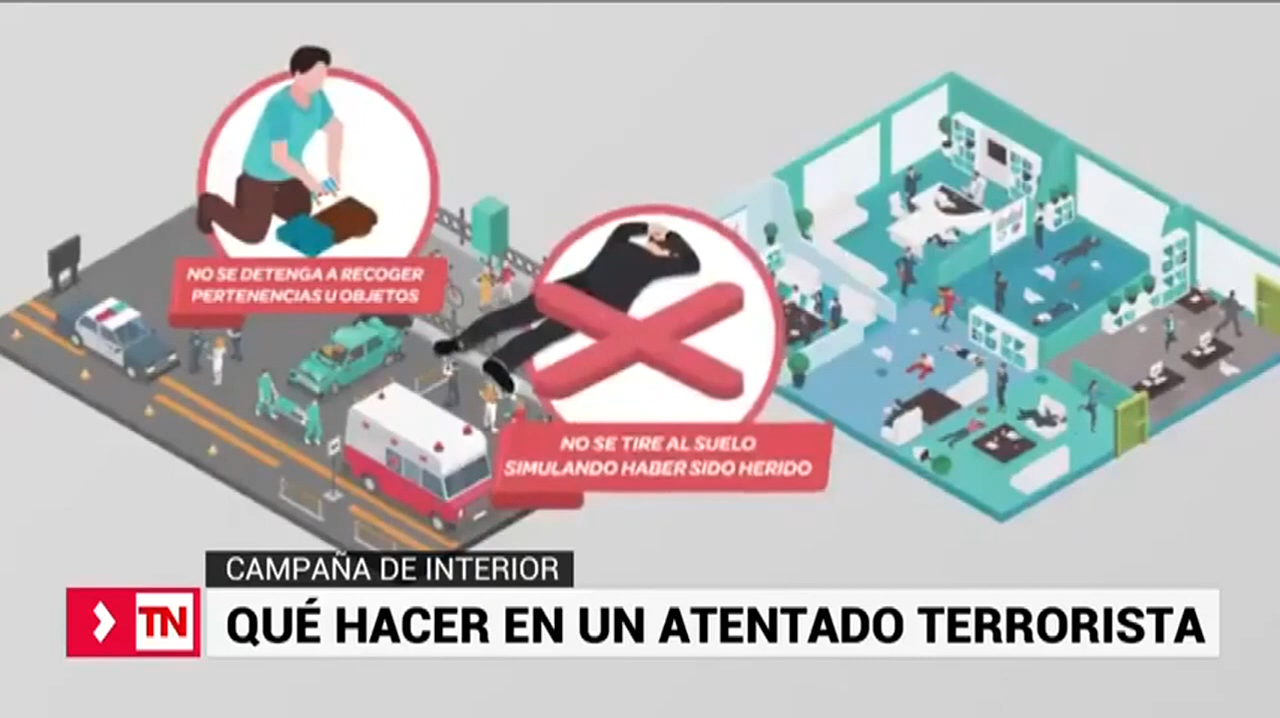 NO SE DETENGA A RECOGER
PERTENENCIAS U OBJETOS
NO SE TIRE AL SUELO
SIMULANDO HABER SIDO HERIDO
CAMPAÑA DE INTERIOR
TN
QUÉ HACER EN UN ATENTADO TERRORISTA